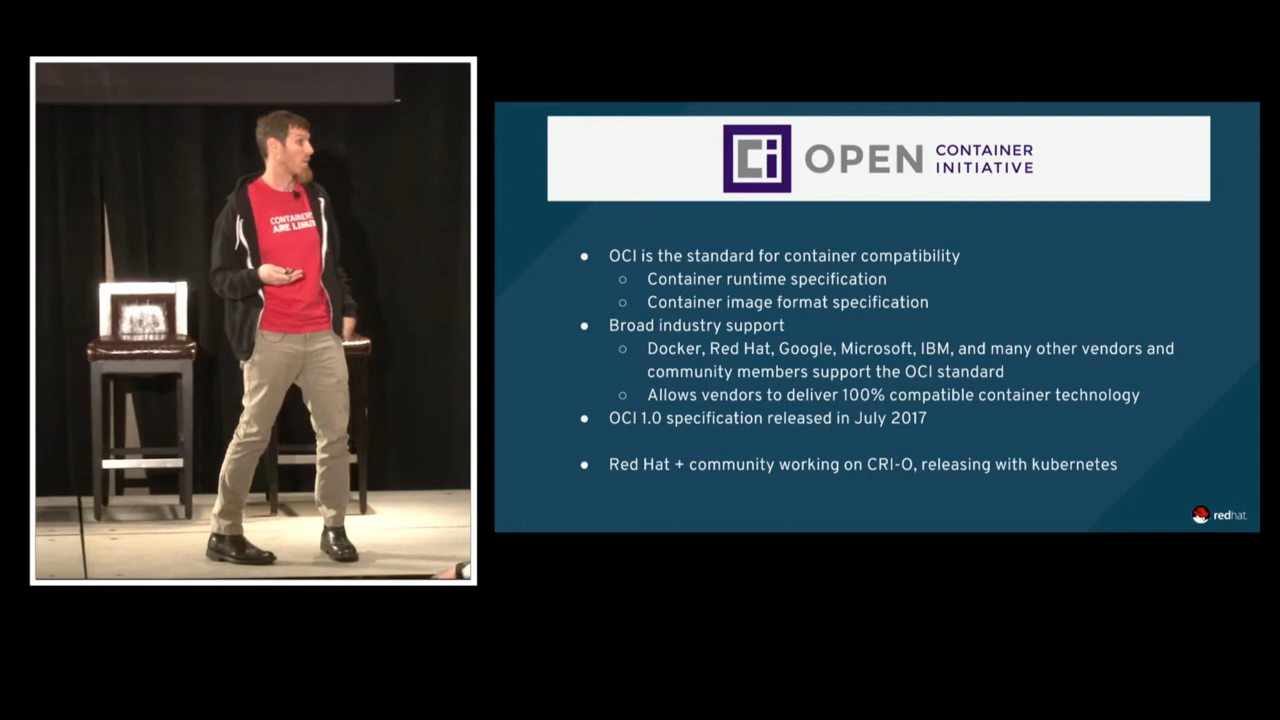 CONTAINERS
ARE LINUX
Ci OPEN CONTAINER
INITIATIVE
● OCI is the standard for container compatibility
○ Container runtime specification
○ Container image format specification
● Broad industry support
○ Docker, Red Hat, Google, Microsoft, IBM, and many other vendors and
community members support the OCI standard
○ Allows vendors to deliver 100% compatible container technology
● OCI 1.0 specification released in July 2017
● Red Hat + community working on CRI-O, releasing with kubernetes
redhat